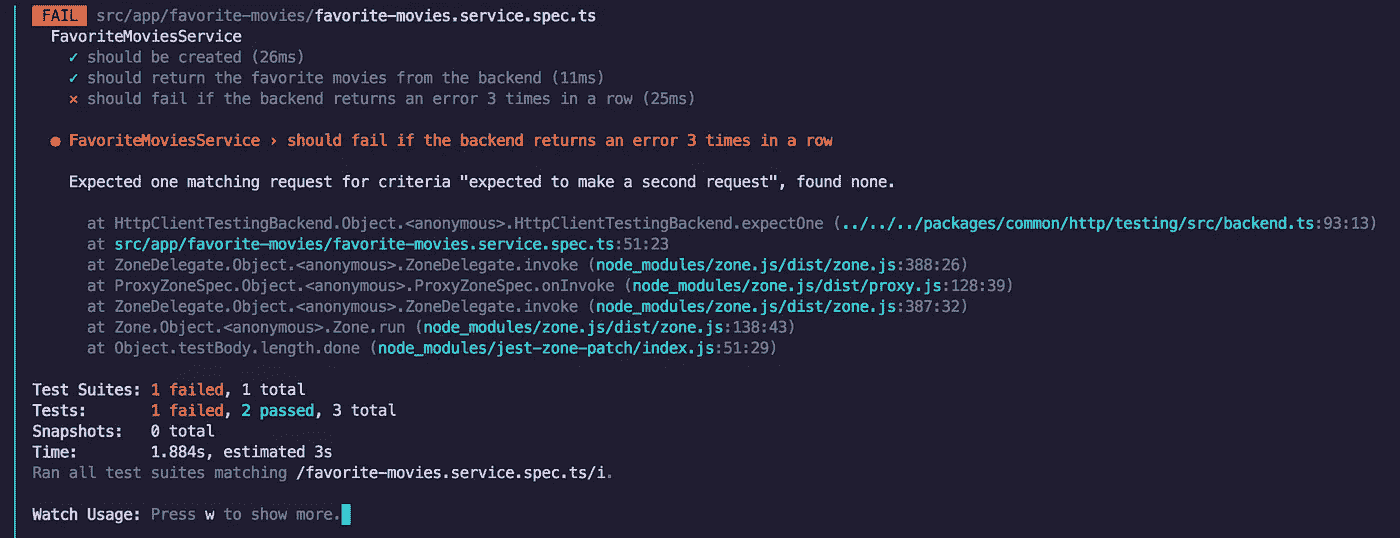 FAIL src/app/favorite-movies/favorite-movies.service.spec.ts
FavoriteMoviesService
✓ should be created (26ms)
✓ should return the favorite movies from the backend (11ms)
✕ should fail if the backend returns an error 3 times in a row (25ms)
● FavoriteMoviesService › should fail if the backend returns an error 3 times in a row
Expected one matching request for criteria "expected to make a second request", found none.
at HttpClientTestingBackend.Object.<anonymous>.HttpClientTestingBackend.expectOne (../../../packages/common/http/testing/src/backend.ts:93:13)
at src/app/favorite-movies/favorite-movies.service.spec.ts:51:23
at ZoneDelegate.Object.<anonymous>.ZoneDelegate.invoke (node_modules/zone.js/dist/zone.js:388:26)
at ProxyZoneSpec.Object.<anonymous>.ProxyZoneSpec.onInvoke (node_modules/zone.js/dist/proxy.js:128:39)
at ZoneDelegate.Object.<anonymous>.ZoneDelegate.invoke (node_modules/zone.js/dist/zone.js:387:32)
at Zone.Object.<anonymous>.Zone.run (node_modules/zone.js/dist/zone.js:138:43)
at Object.testBody.length.done (node_modules/jest-zone-patch/index.js:51:29)
Test Suites: 1 failed, 1 total
Tests: 1 failed, 2 passed, 3 total
Snapshots: 0 total
Time: 1.884s, estimated 3s
Ran all test suites matching /favorite-movies.service.spec.ts/i.
Watch Usage: Press w to show more.